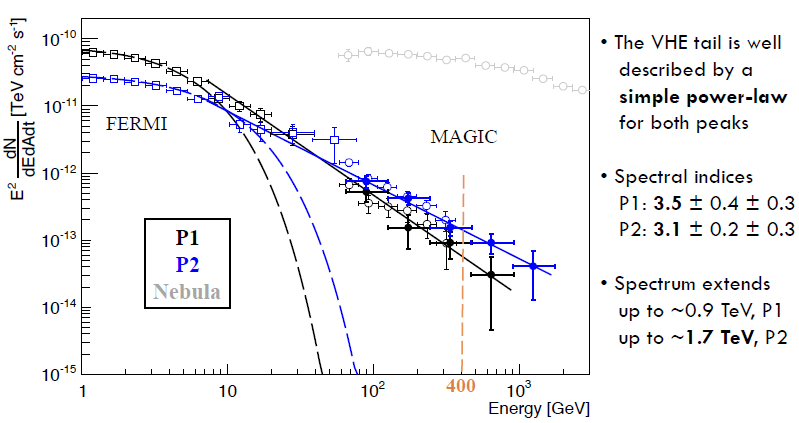 E² dN/dEdAdt [TeV cm⁻² s⁻¹]
10⁻¹⁰
10⁻¹¹
10⁻¹²
10⁻¹³
10⁻¹⁴
10⁻¹⁵
FERMI
MAGIC
P1
P2
Nebula
1
10
10²
400
10³
Energy [GeV]
• The VHE tail is well
described by a
simple power-law
for both peaks
• Spectral indices
P1: 3.5 ± 0.4 ± 0.3
P2: 3.1 ± 0.2 ± 0.3
• Spectrum extends
up to ~0.9 TeV, P1
up to ~1.7 TeV, P2